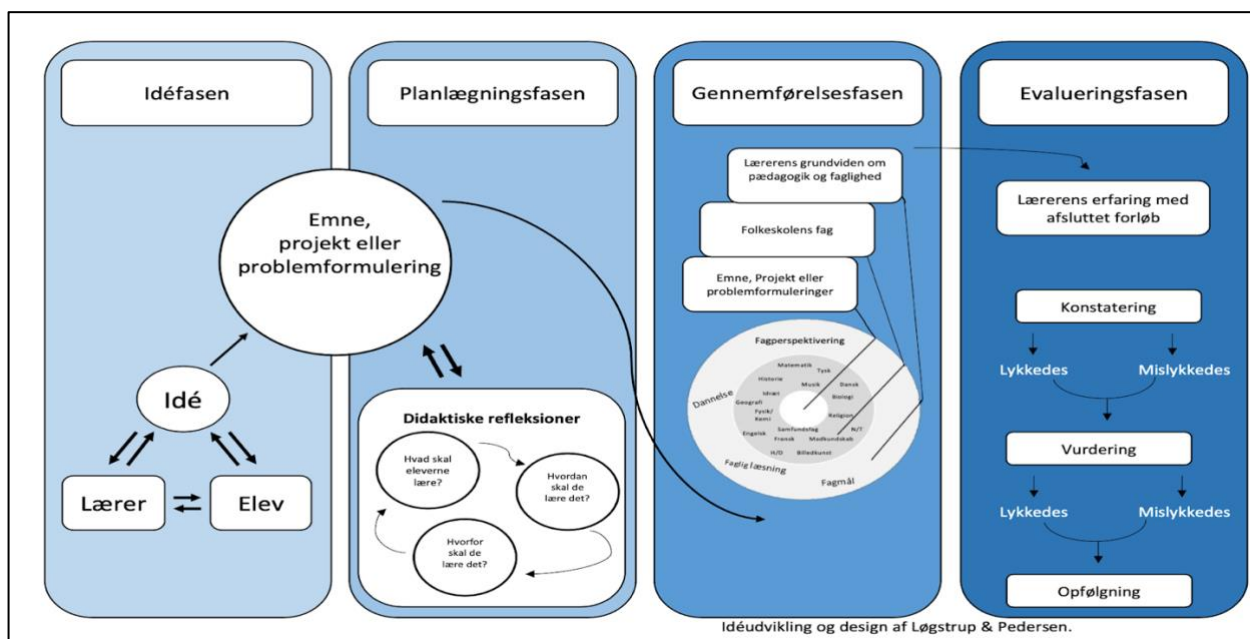 Idéfasen
Planlægningsfasen
Gennemførelsesfasen
Evalueringsfasen
Emne,
projekt eller
problemformulering
Idé
Lærer
Elev
Didaktiske refleksioner
Hvad skal
eleverne
lære?
Hvordan
skal de
lære det?
Hvorfor
skal de
lære det?
Lærerens grundviden om
pædagogik og faglighed
Folkeskolens fag
Emne, Projekt eller
problemformuleringer
Fagperspektivering
Dannelse
Faglig læsning
Fagmål
Matematik
Tysk
Historie
Musik
Dansk
Idræt
Biologi
Geografi
Fysik/
Kemi
Religion
Engelsk
Samfundsfag
N/T
Fransk
Madkundskab
H/D
Billedkunst
Lærerens erfaring med
afsluttet forløb
Konstatering
Lykkedes
Mislykkedes
Vurdering
Lykkedes
Mislykkedes
Opfølgning
Idéudvikling og design af Løgstrup & Pedersen.